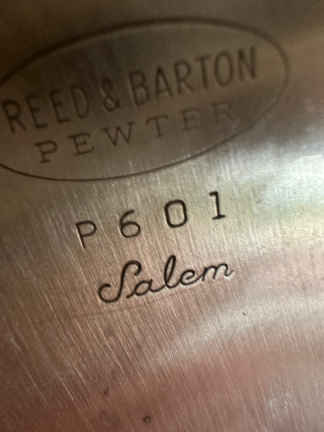 REED & BARTON
PEWTER
P601
Salem